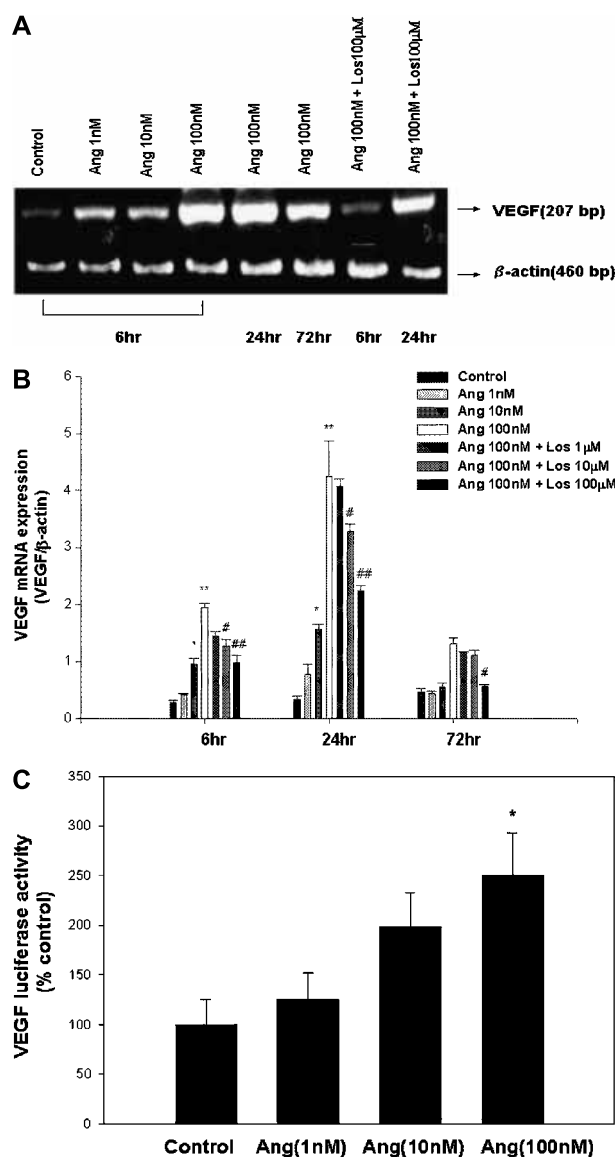 A
Control
Ang 1nM
Ang 10nM
Ang 100nM
Ang 100nM
Ang 100nM
Ang 100nM + Los100μM
Ang 100nM + Los100μM
VEGF(207 bp)
β-actin(460 bp)
6hr
24hr
72hr
6hr
24hr
B
VEGF mRNA expression
(VEGF/β-actin)
6
5
4
3
2
1
0
Control
Ang 1nM
Ang 10nM
Ang 100nM
Ang 100nM + Los 1μM
Ang 100nM + Los 10μM
Ang 100nM + Los 100μM
*
**
#
##
*
**
#
##
#
6hr
24hr
72hr
C
VEGF luciferase activity
(% control)
350
300
250
200
150
100
50
0
*
Control
Ang(1nM)
Ang(10nM)
Ang(100nM)